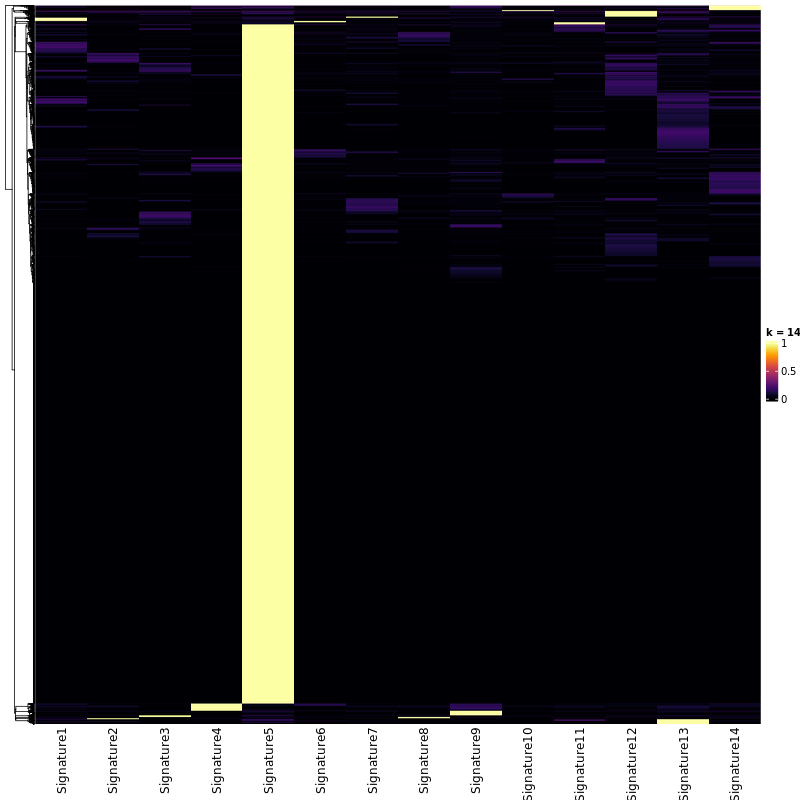 k = 14
1
0.5
0
Signature1
Signature2
Signature3
Signature4
Signature5
Signature6
Signature7
Signature8
Signature9
Signature10
Signature11
Signature12
Signature13
Signature14